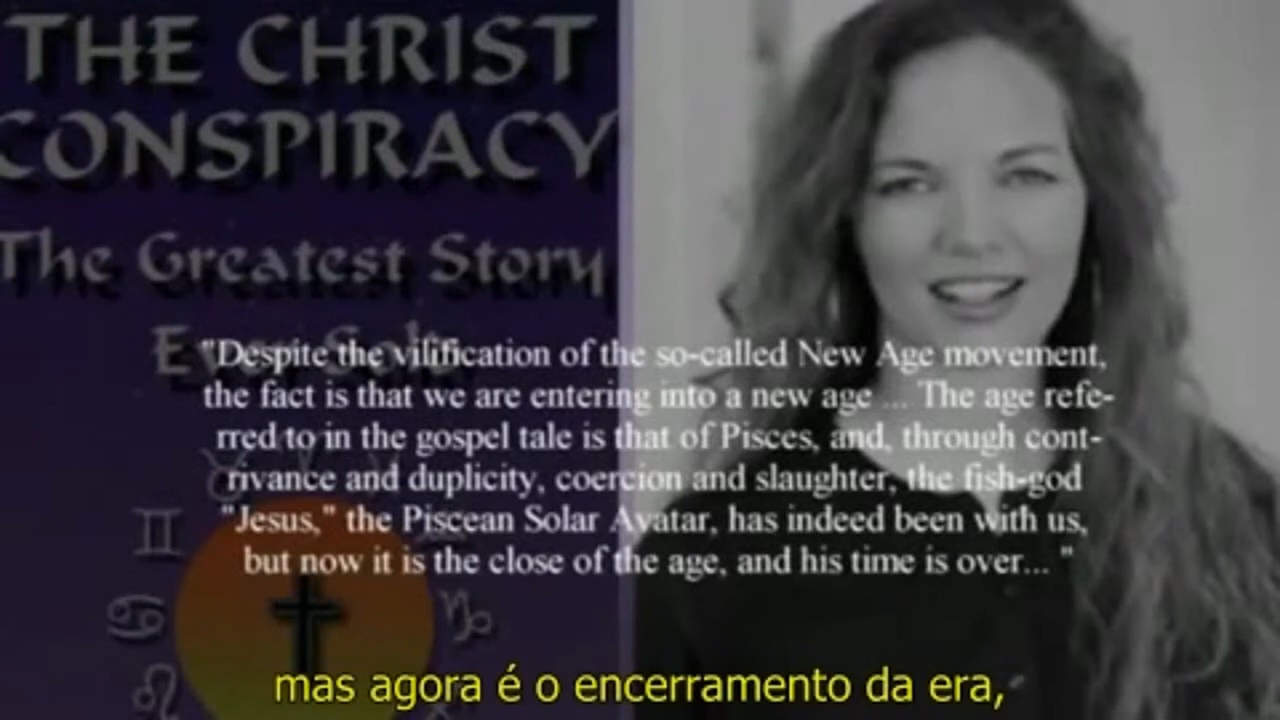 THE CHRIST
CONSPIRACY
The Greatest Story
Ever Sold
"Despite the vilification of the so-called New Age movement,
the fact is that we are entering into a new age ... The age refe-
rred to in the gospel tale is that of Pisces, and, through cont-
rivance and duplicity, coercion and slaughter, the fish-god
"Jesus," the Piscean Solar Avatar, has indeed been with us,
but now it is the close of the age, and his time is over... "
mas agora é o encerramento da era,